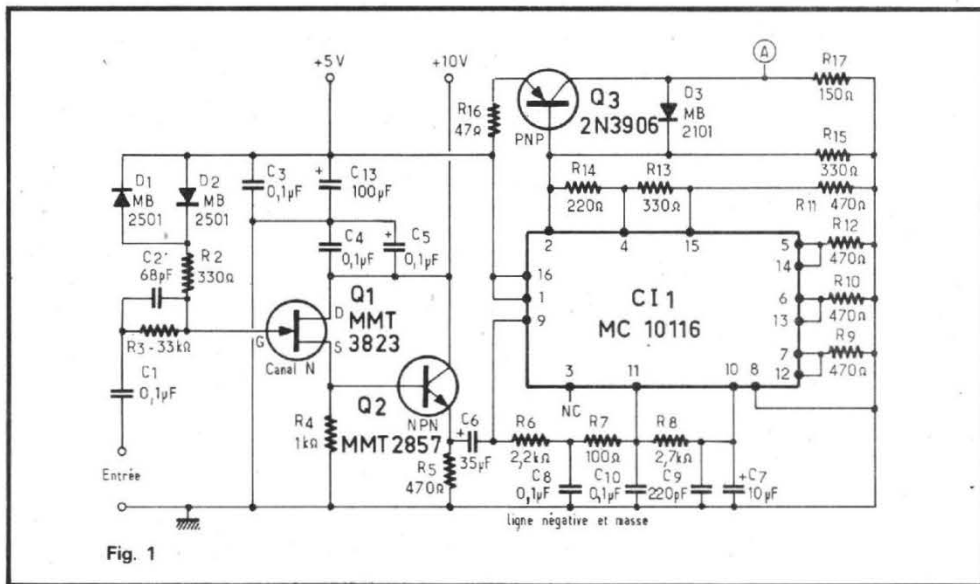 +5V
+10V
A
R17
150Ω
R16
47Ω
Q3
2N3906
PNP
D3
MB
2101
R15
330Ω
D1
MB
2501
D2
MB
2501
C3
0,1µF
C13
100µF
R14
220Ω
R13
330Ω
470Ω
R11
C2
68pF
R2
330Ω
C4
0,1µF
C5
0,1µF
2
4
15
5
14
R12
470Ω
16
1
9
CI1
MC 10116
6
13
R10
470Ω
Q1
MMT
3823
D
S
G
Canal N
R3-33kΩ
7
12
R9
470Ω
C1
0,1µF
3
NC
11
10
8
Q2
NPN
MMT2857
R4
1kΩ
C6
35µF
R6
2,2kΩ
R7
100Ω
R8
2,7kΩ
R5
470Ω
C8
0,1µF
C10
0,1µF
C9
220pF
C7
10µF
Entrée
ligne négative et masse
Fig. 1